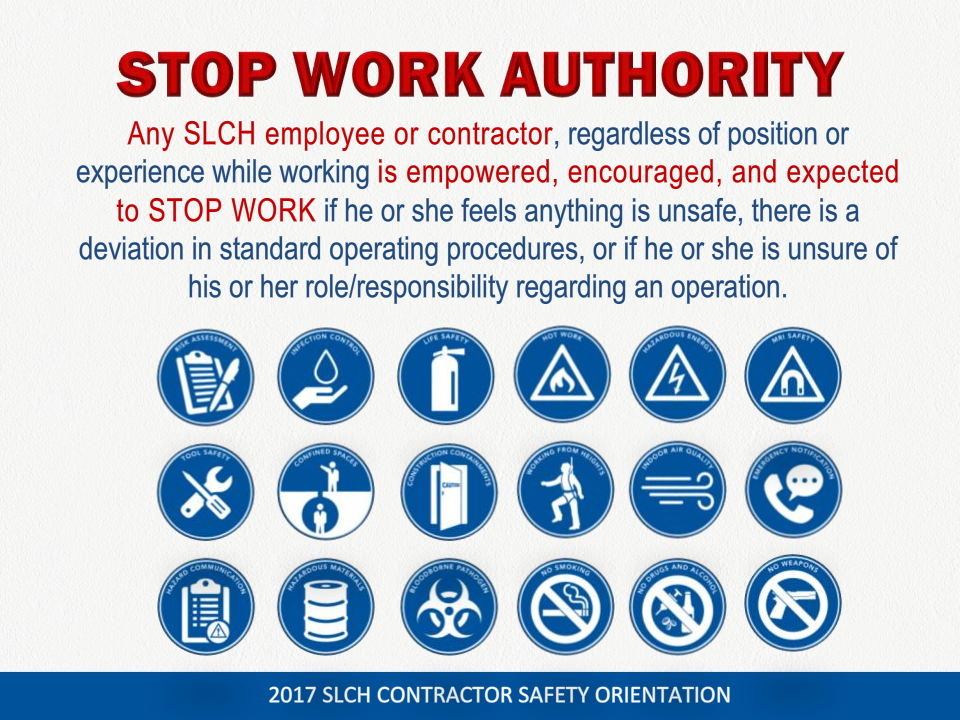 STOP WORK AUTHORITY
Any SLCH employee or contractor, regardless of position or
experience while working is empowered, encouraged, and expected
to STOP WORK if he or she feels anything is unsafe, there is a
deviation in standard operating procedures, or if he or she is unsure of
his or her role/responsibility regarding an operation.
RISK ASSESSMENT
INFECTION CONTROL
LIFE SAFETY
HOT WORK
HAZARDOUS ENERGY
MRI SAFETY
TOOL SAFETY
CONFINED SPACES
CONSTRUCTION CONTAINMENTS
CAUTION
WORKING FROM HEIGHTS
INDOOR AIR QUALITY
EMERGENCY NOTIFICATION
HAZARD COMMUNICATION
HAZARDOUS MATERIALS
BLOODBORNE PATHOGEN
NO SMOKING
NO DRUGS AND ALCOHOL
NO WEAPONS
2017 SLCH CONTRACTOR SAFETY ORIENTATION